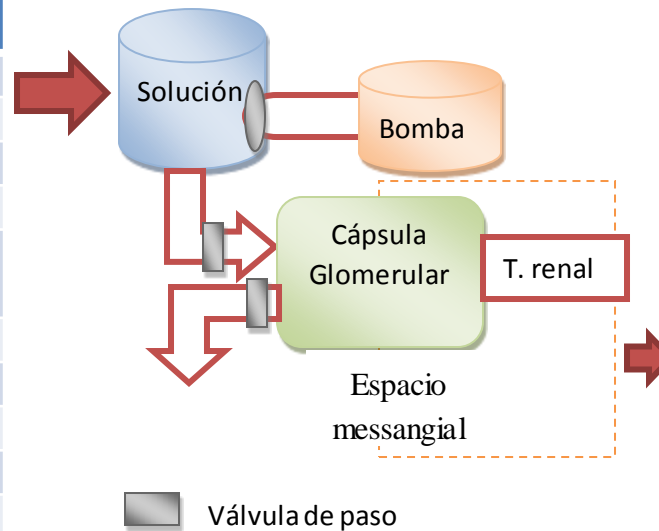 Solución
Bomba
Cápsula
Glomerular
T. renal
Espacio
messangial
Válvula de paso